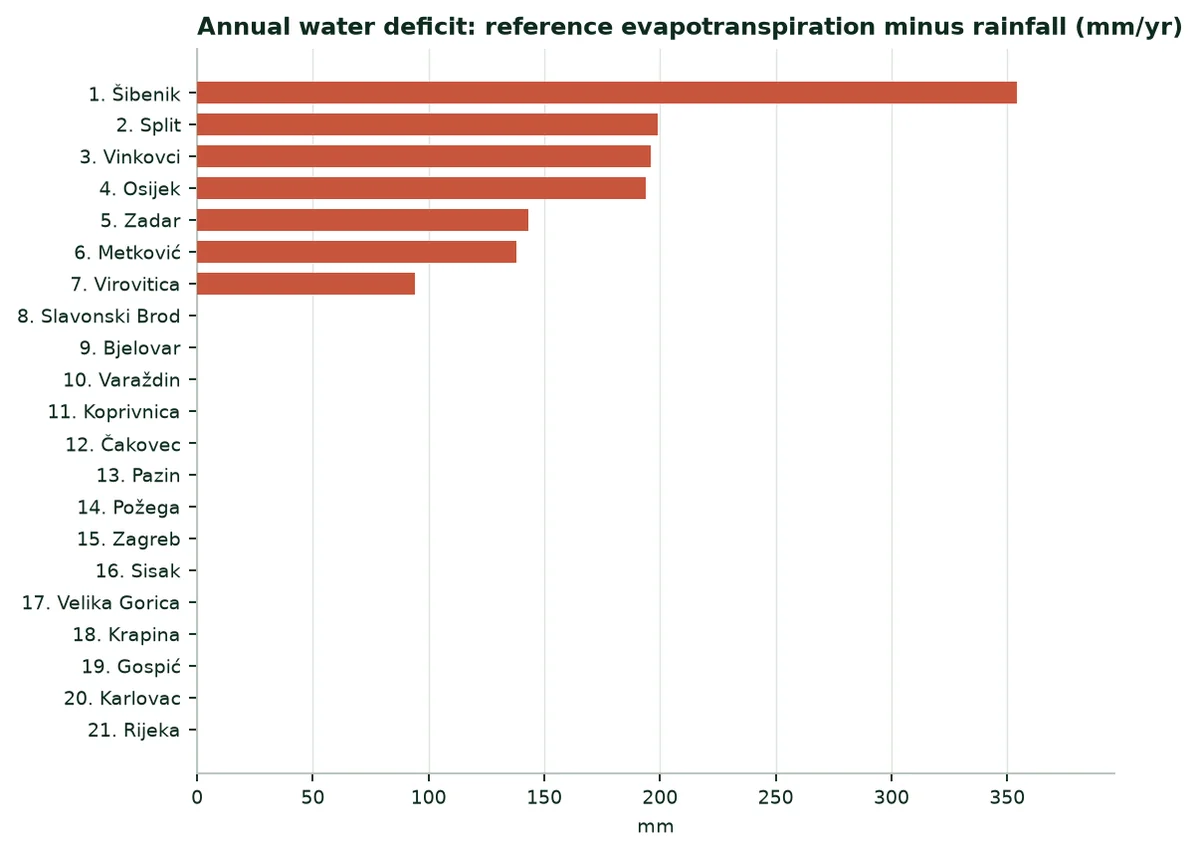 Annual water deficit: reference evapotranspiration minus rainfall (mm/yr)
1. Šibenik
2. Split
3. Vinkovci
4. Osijek
5. Zadar
6. Metković
7. Virovitica
8. Slavonski Brod
9. Bjelovar
10. Varaždin
11. Koprivnica
12. Čakovec
13. Pazin
14. Požega
15. Zagreb
16. Sisak
17. Velika Gorica
18. Krapina
19. Gospić
20. Karlovac
21. Rijeka
0 50 100 150 200 250 300 350
mm